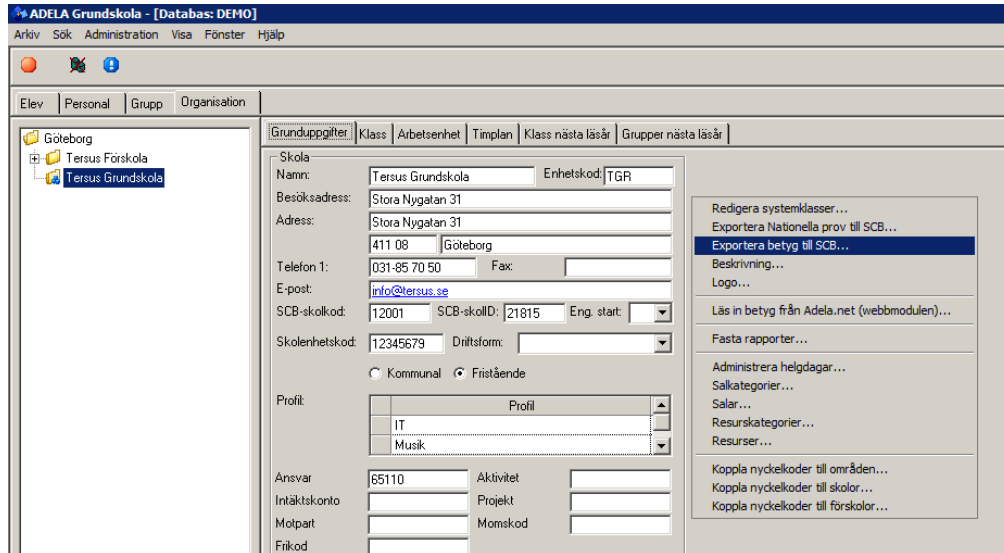 ADELA Grundskola - [Databas: DEMO]
Arkiv Sök Administration Visa Fönster Hjälp
Elev Personal Grupp Organisation
Göteborg
Tersus Förskola
Tersus Grundskola
Grunduppgifter Klass Arbetsenhet Timplan Klass nästa läsår Grupper nästa läsår
Skola
Namn: Tersus Grundskola Enhetskod: TGR
Besöksadress: Stora Nygatan 31
Adress: Stora Nygatan 31
411 08 Göteborg
Telefon 1: 031-85 70 50 Fax:
E-post: info@tersus.se
SCB-skolkod: 12001 SCB-skolID: 21815 Eng. start:
Skolenhetskod: 12345679 Driftsform:
Kommunal Fristående
Profil: Profil
IT
Musik
Ansvar 65110 Aktivitet
Intäktskonto Projekt
Motpart Momskod
Frikod
Redigera systemklasser...
Exportera Nationella prov till SCB...
Exportera betyg till SCB...
Beskrivning...
Logo...
Läs in betyg från Adela.net (webbmodulen)...
Fasta rapporter...
Administrera helgdagar...
Salkategorier...
Salar...
Resurskategorier...
Resurser...
Koppla nyckelkoder till områden...
Koppla nyckelkoder till skolor...
Koppla nyckelkoder till förskolor...